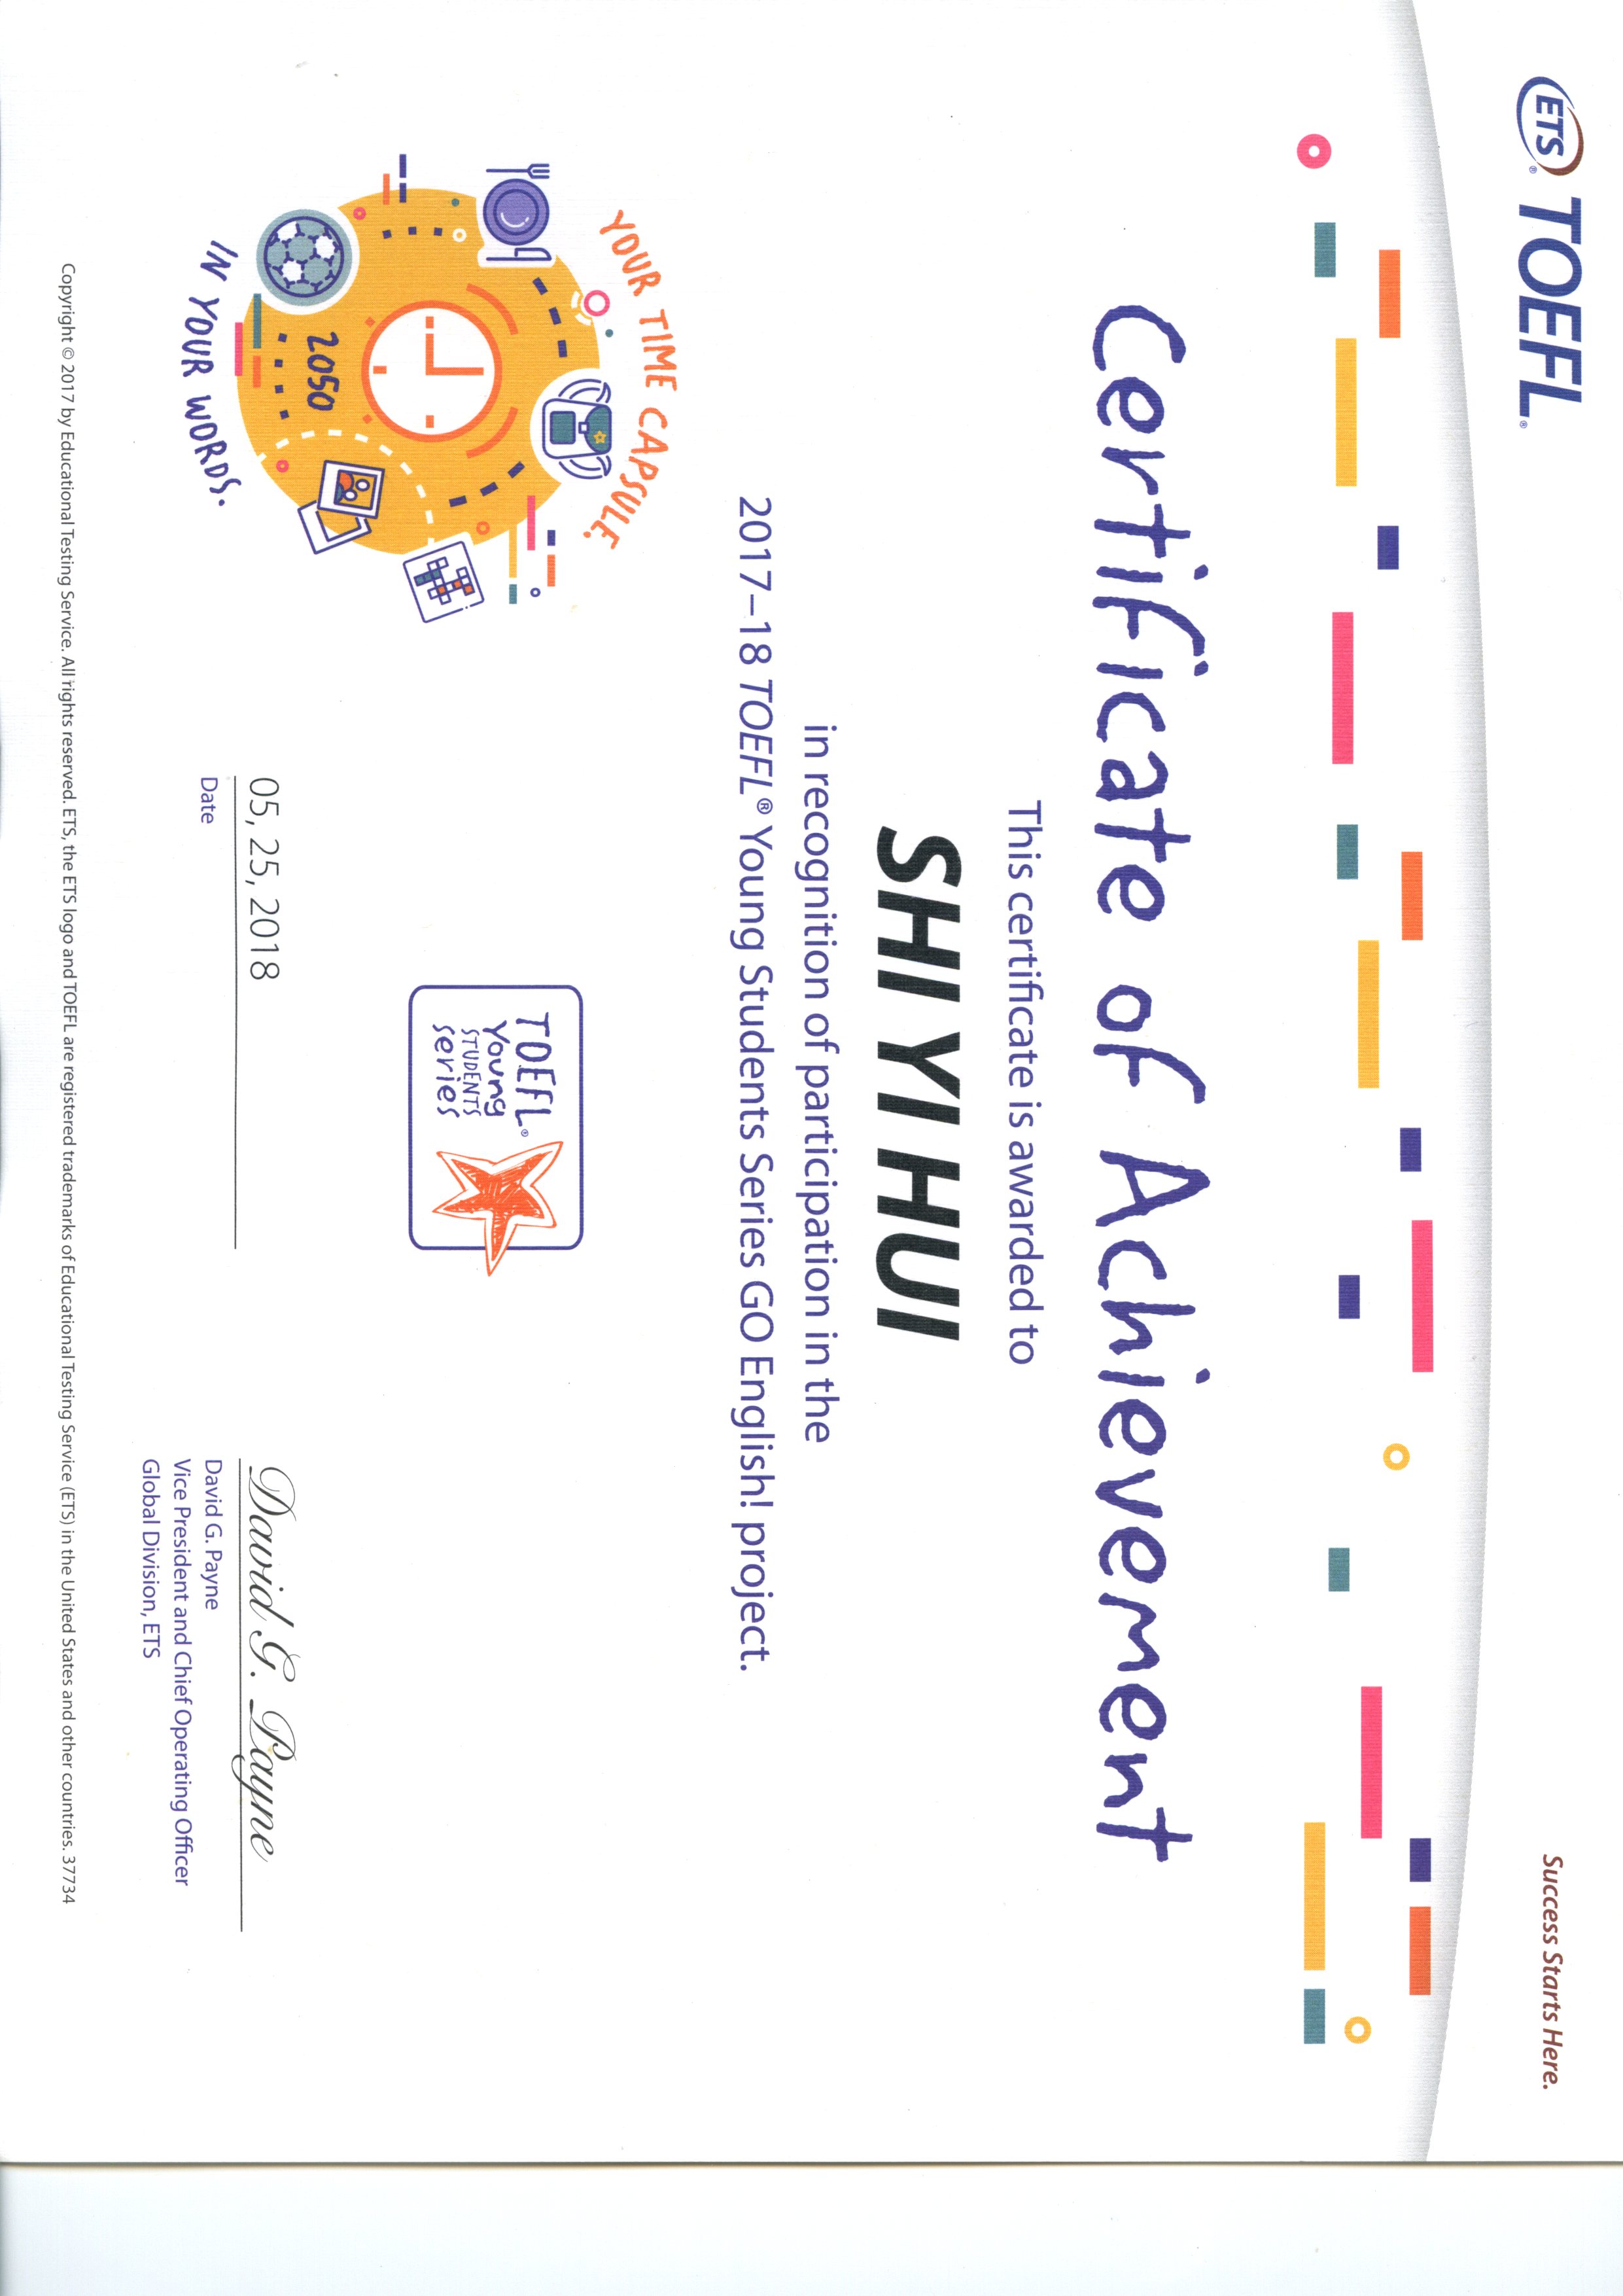 ETS® TOEFL®
Success Starts Here.
Certificate of Achievement
This certificate is awarded to
SHI YI HUI
in recognition of participation in the
2017–18 TOEFL® Young Students Series GO English! project.
YOUR TIME CAPSULE.
2050
IN YOUR WORDS.
TOEFL®
Young
STUDENTS
Series
05, 25, 2018
Date
David G. Payne
David G. Payne
Vice President and Chief Operating Officer
Global Division, ETS
Copyright © 2017 by Educational Testing Service. All rights reserved. ETS, the ETS logo and TOEFL are registered trademarks of Educational Testing Service (ETS) in the United States and other countries. 37734